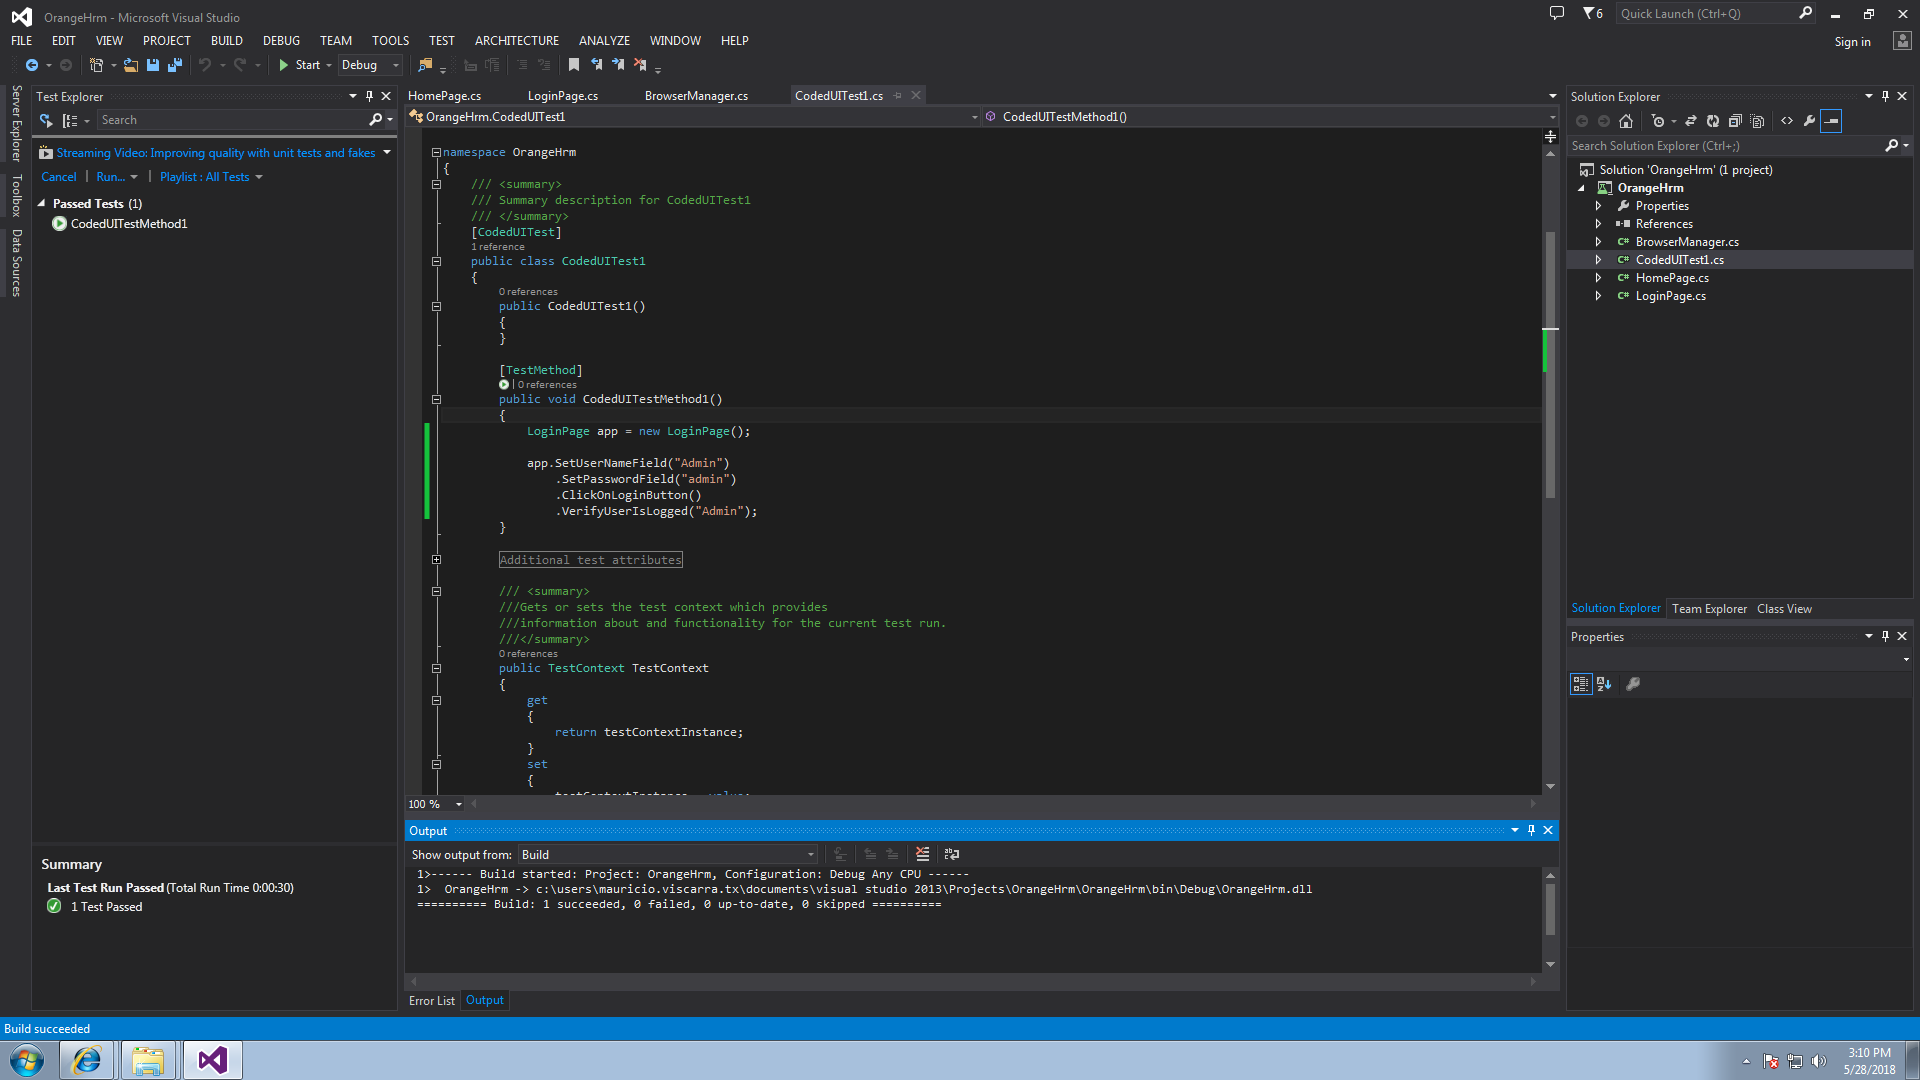 OrangeHrm - Microsoft Visual Studio
6
Quick Launch (Ctrl+Q)
FILE EDIT VIEW PROJECT BUILD DEBUG TEAM TOOLS TEST ARCHITECTURE ANALYZE WINDOW HELP
Sign in
Start Debug
Server Explorer
Toolbox
Data Sources
Test Explorer
Search
Streaming Video: Improving quality with unit tests and fakes
Cancel | Run... | Playlist : All Tests
Passed Tests (1)
CodedUITestMethod1
Summary
Last Test Run Passed (Total Run Time 0:00:30)
1 Test Passed
HomePage.cs LoginPage.cs BrowserManager.cs CodedUITest1.cs
OrangeHrm.CodedUITest1 CodedUITestMethod1()
namespace OrangeHrm
{
/// <summary>
/// Summary description for CodedUITest1
/// </summary>
[CodedUITest]
1 reference
public class CodedUITest1
{
0 references
public CodedUITest1()
{
}
[TestMethod]
| 0 references
public void CodedUITestMethod1()
{
LoginPage app = new LoginPage();
app.SetUserNameField("Admin")
.SetPasswordField("admin")
.ClickOnLoginButton()
.VerifyUserIsLogged("Admin");
}
Additional test attributes
/// <summary>
///Gets or sets the test context which provides
///information about and functionality for the current test run.
///</summary>
0 references
public TestContext TestContext
{
get
{
return testContextInstance;
}
set
{
100 %
Output
Show output from: Build
1>------ Build started: Project: OrangeHrm, Configuration: Debug Any CPU ------
1>  OrangeHrm -> c:\users\mauricio.viscarra.tx\documents\visual studio 2013\Projects\OrangeHrm\OrangeHrm\bin\Debug\OrangeHrm.dll
========== Build: 1 succeeded, 0 failed, 0 up-to-date, 0 skipped ==========
Error List Output
Solution Explorer
Search Solution Explorer (Ctrl+;)
Solution 'OrangeHrm' (1 project)
OrangeHrm
Properties
References
C# BrowserManager.cs
C# CodedUITest1.cs
C# HomePage.cs
C# LoginPage.cs
Solution Explorer Team Explorer Class View
Properties
Build succeeded
3:10 PM
5/28/2018